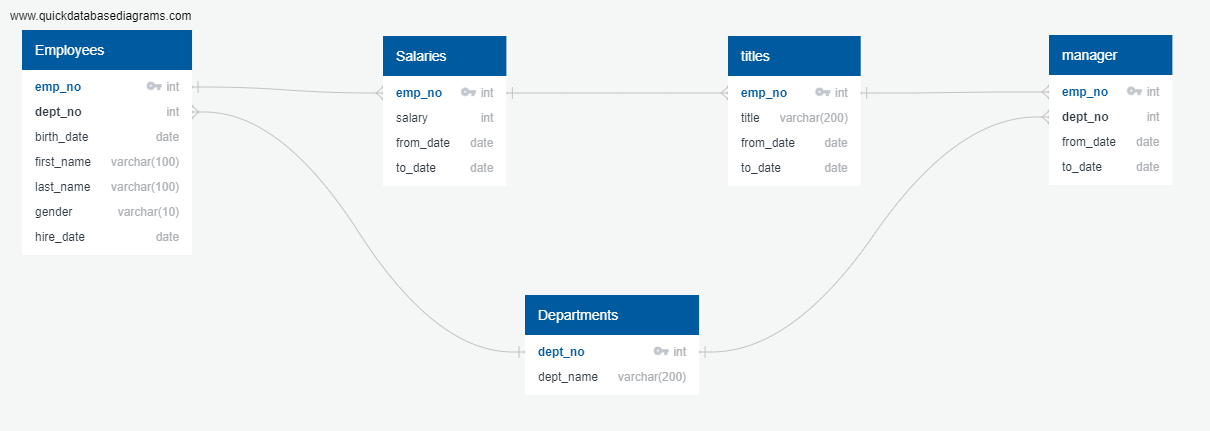 www.quickdatabasediagrams.com
Employees
emp_no int
dept_no int
birth_date date
first_name varchar(100)
last_name varchar(100)
gender varchar(10)
hire_date date
Salaries
emp_no int
salary int
from_date date
to_date date
titles
emp_no int
title varchar(200)
from_date date
to_date date
manager
emp_no int
dept_no int
from_date date
to_date date
Departments
dept_no int
dept_name varchar(200)